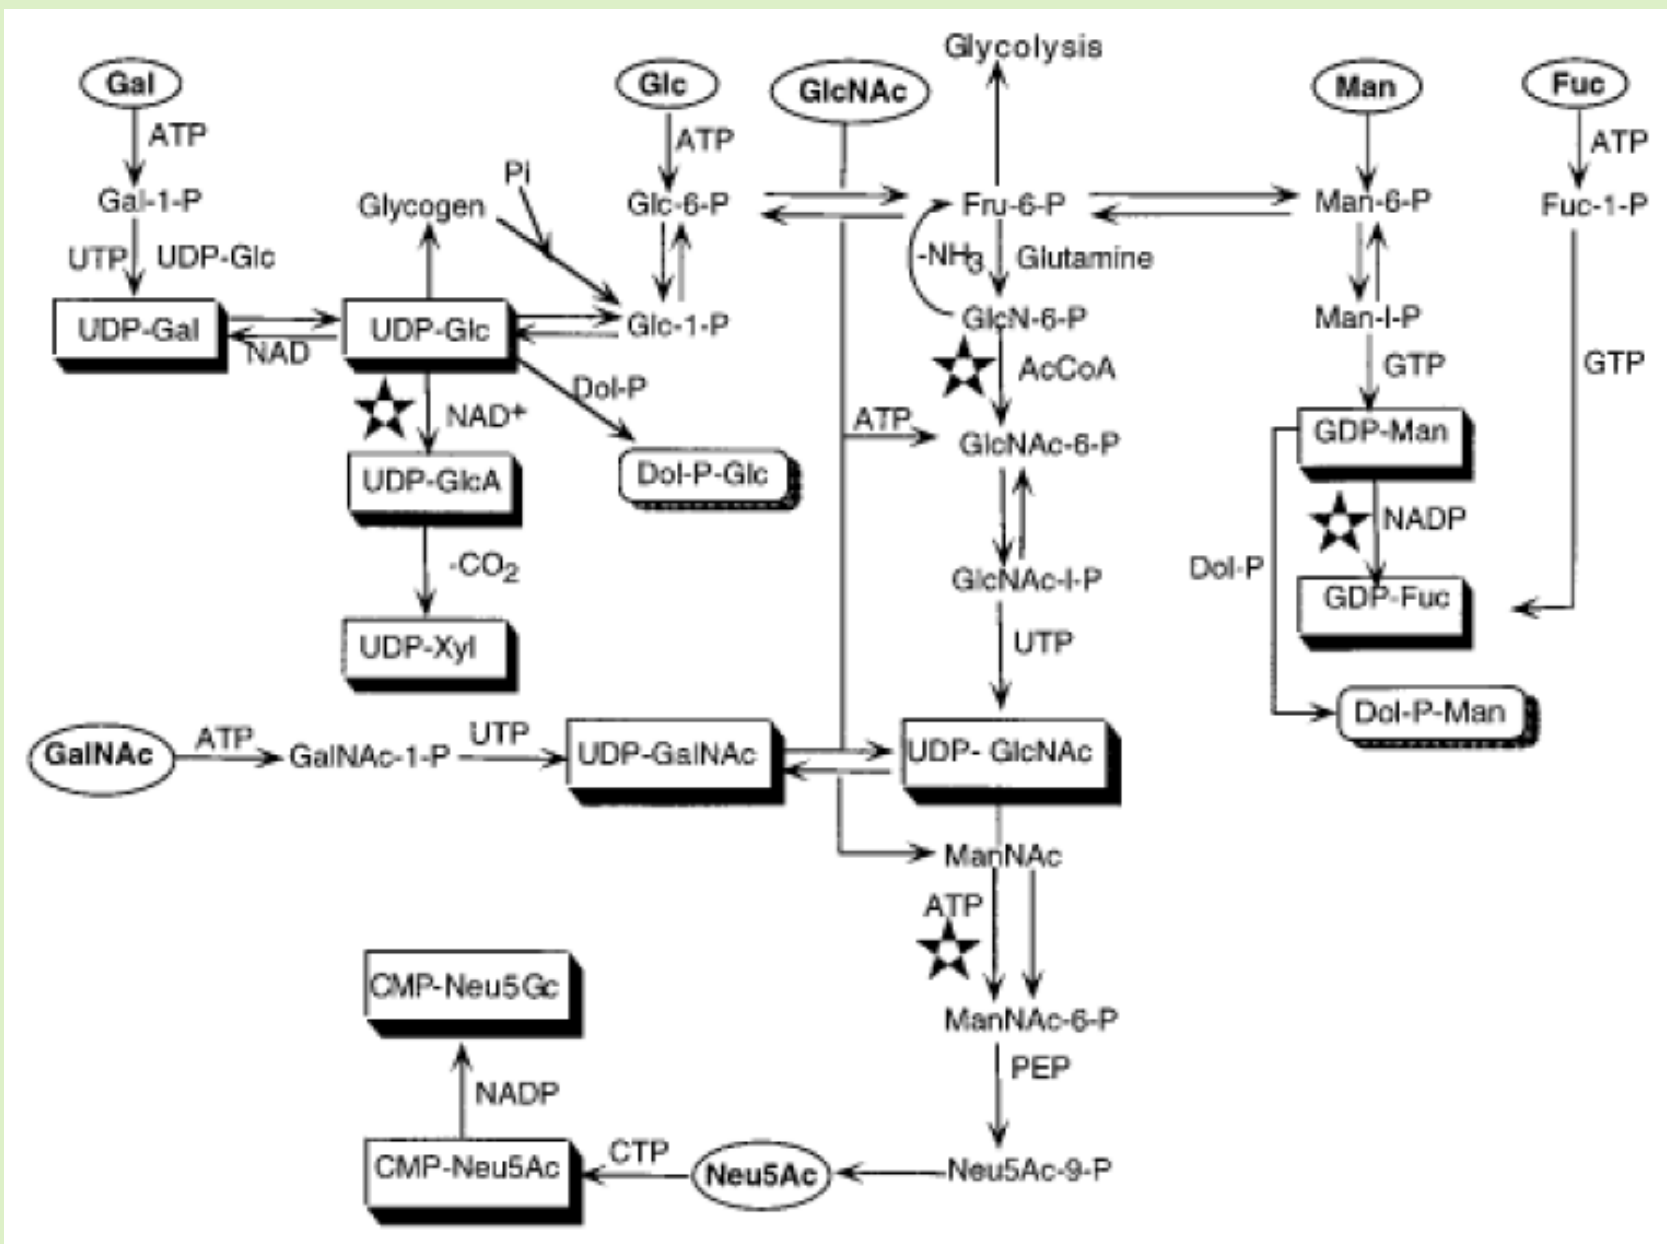 Glycolysis
Gal
Glc
GlcNAc
Man
Fuc
ATP
ATP
ATP
Pi
Gal-1-P
Glycogen
Glc-6-P
Fru-6-P
Man-6-P
Fuc-1-P
UTP
UDP-Glc
-NH3
Glutamine
UDP-Gal
UDP-Glc
Glc-1-P
GlcN-6-P
Man-I-P
NAD
AcCoA
GTP
GTP
Dol-P
NAD+
ATP
GlcNAc-6-P
GDP-Man
UDP-GlcA
Dol-P-Glc
NADP
-CO2
GlcNAc-I-P
Dol-P
GDP-Fuc
UDP-Xyl
UTP
Dol-P-Man
GalNAc
ATP
GalNAc-1-P
UTP
UDP-GalNAc
UDP- GlcNAc
ManNAc
ATP
CMP-Neu5Gc
ManNAc-6-P
PEP
NADP
CMP-Neu5Ac
CTP
Neu5Ac
Neu5Ac-9-P